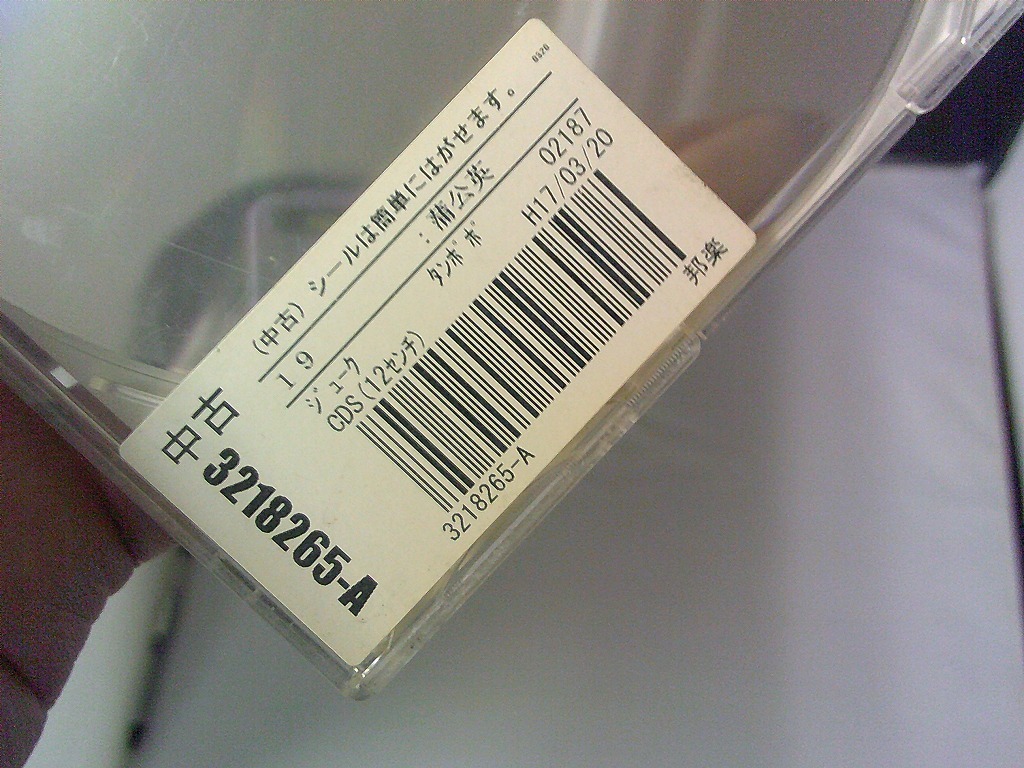 0320
(中古) シールは簡単にはがせます。
19 :蒲公英 02187
ジューク タンポポ
CDS(12センチ) H17/03/20
3218265-A 邦楽
中古 3218265-A